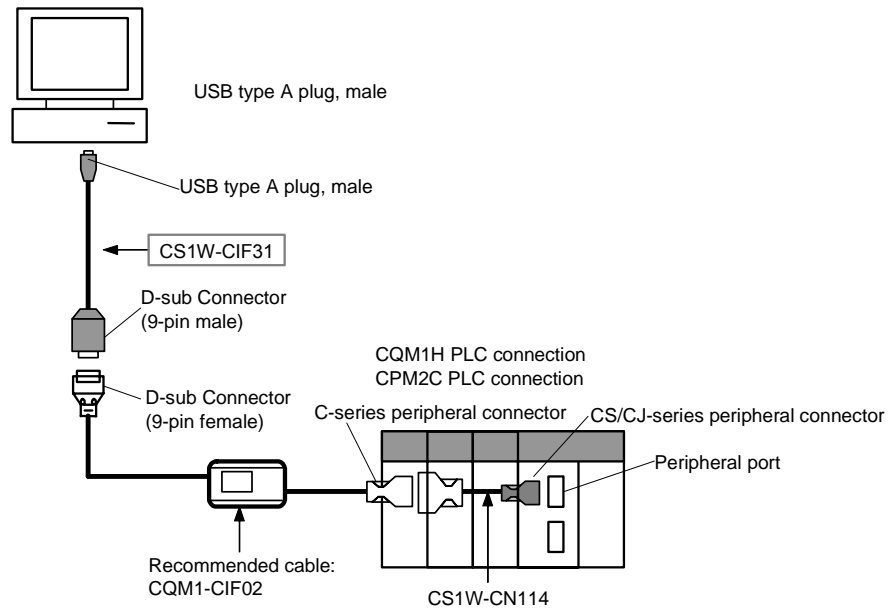 USB type A plug, male
USB type A plug, male
CS1W-CIF31
D-sub Connector
(9-pin male)
CQM1H PLC connection
CPM2C PLC connection
D-sub Connector
(9-pin female)
C-series peripheral connector
CS/CJ-series peripheral connector
Peripheral port
Recommended cable:
CQM1-CIF02
CS1W-CN114